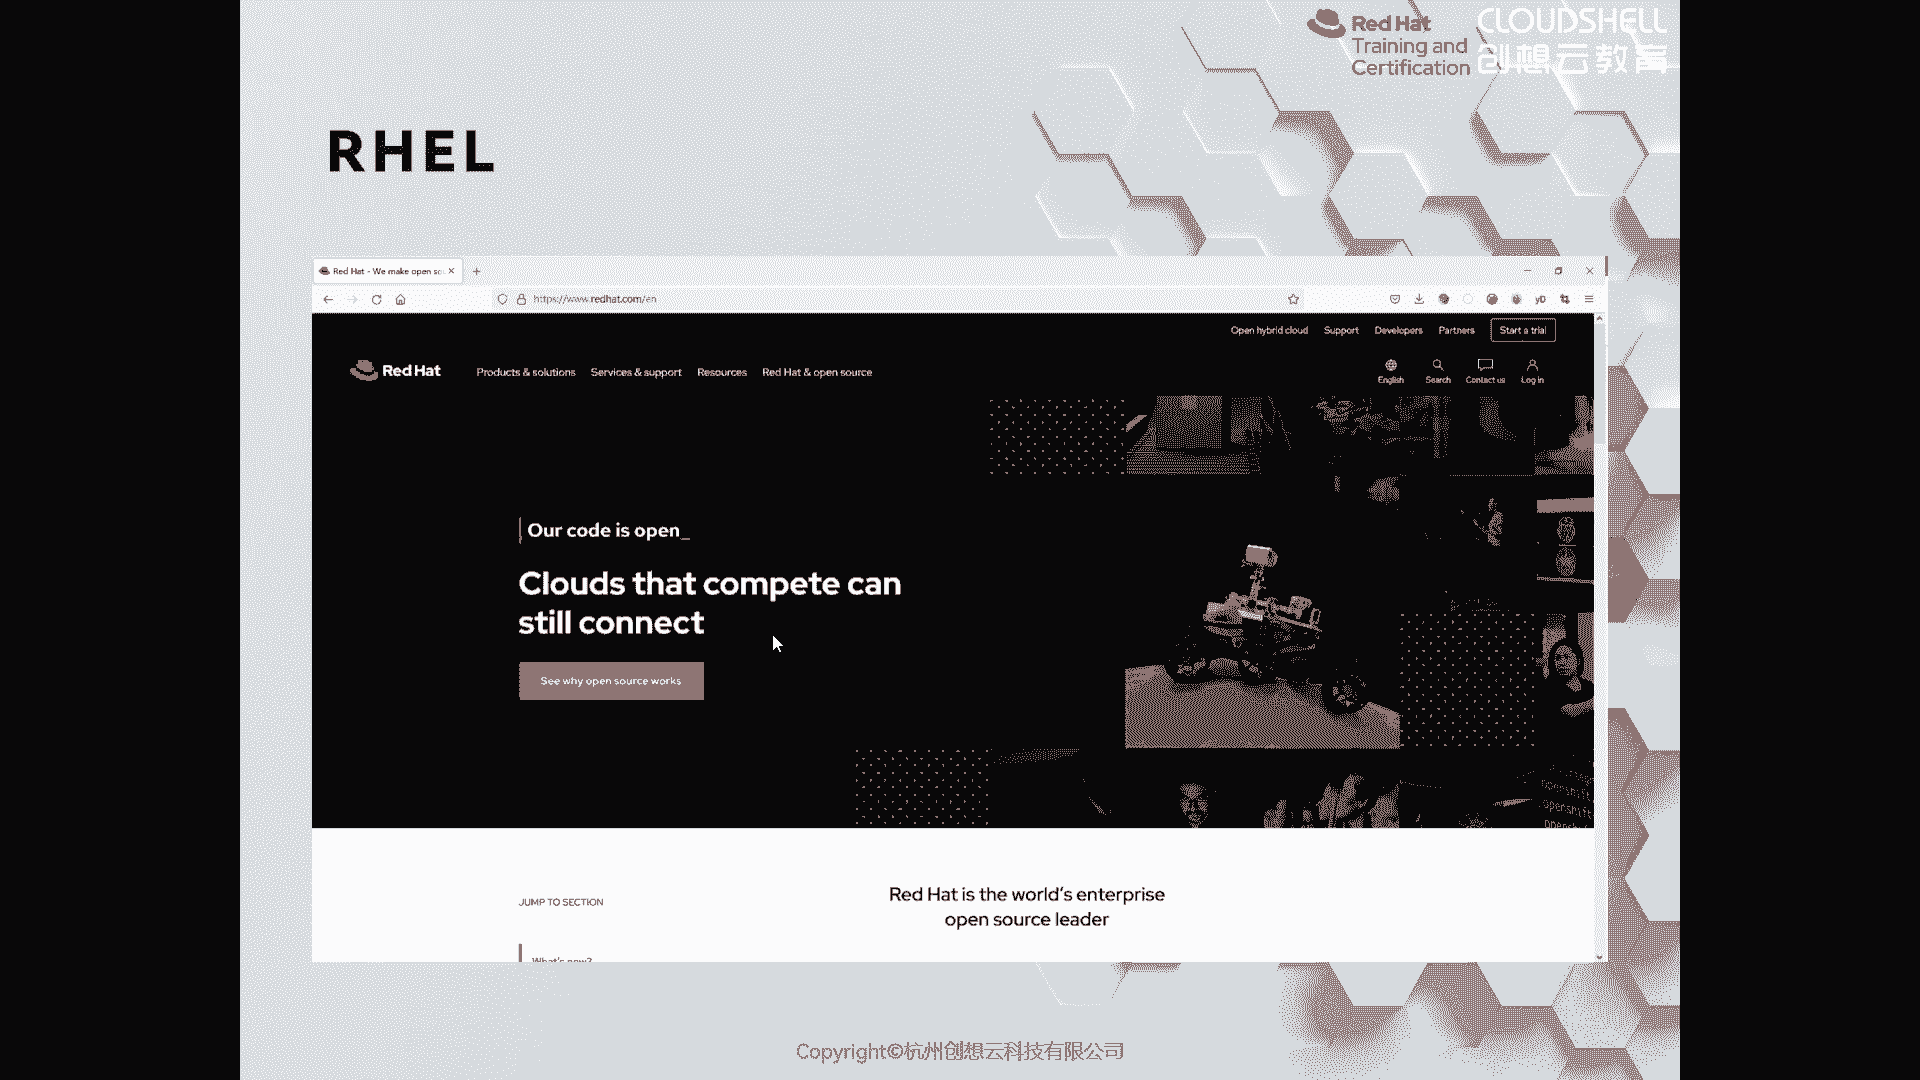 Red Hat
Training and
Certification
CLOUDSHELL
创想云教育
RHEL
Red Hat - We make open sou
https://www.redhat.com/en
Open hybrid cloud Support Developers Partners Start a trial
Red Hat Products & solutions Services & support Resources Red Hat & open source
English Search Contact us Log in
Our code is open_
Clouds that compete can
still connect
See why open source works
openshift
openshift
openshift
JUMP TO SECTION
Red Hat is the world's enterprise
open source leader
What's new?
Copyright©杭州创想云科技有限公司